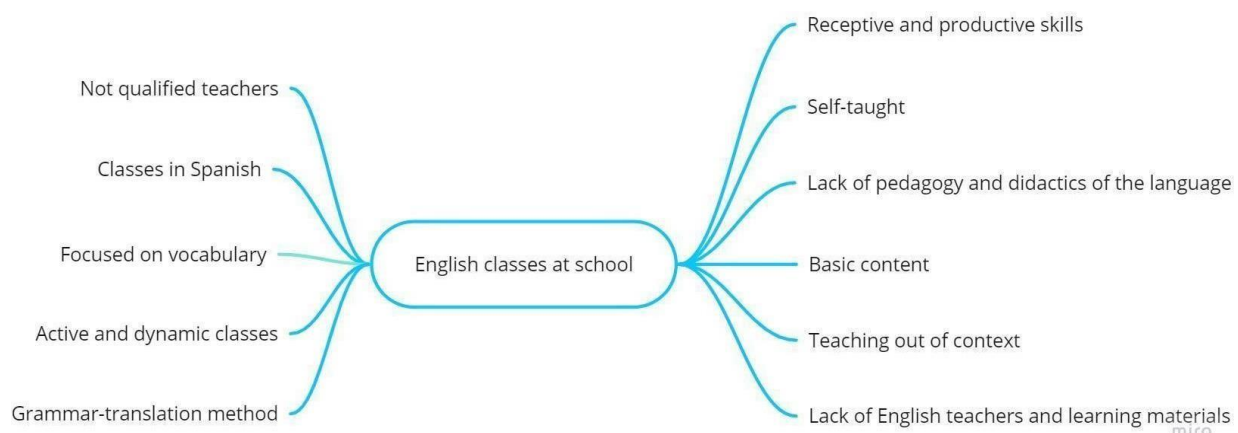 Not qualified teachers
Classes in Spanish
Focused on vocabulary
Active and dynamic classes
Grammar-translation method
English classes at school
Receptive and productive skills
Self-taught
Lack of pedagogy and didactics of the language
Basic content
Teaching out of context
Lack of English teachers and learning materials
miro